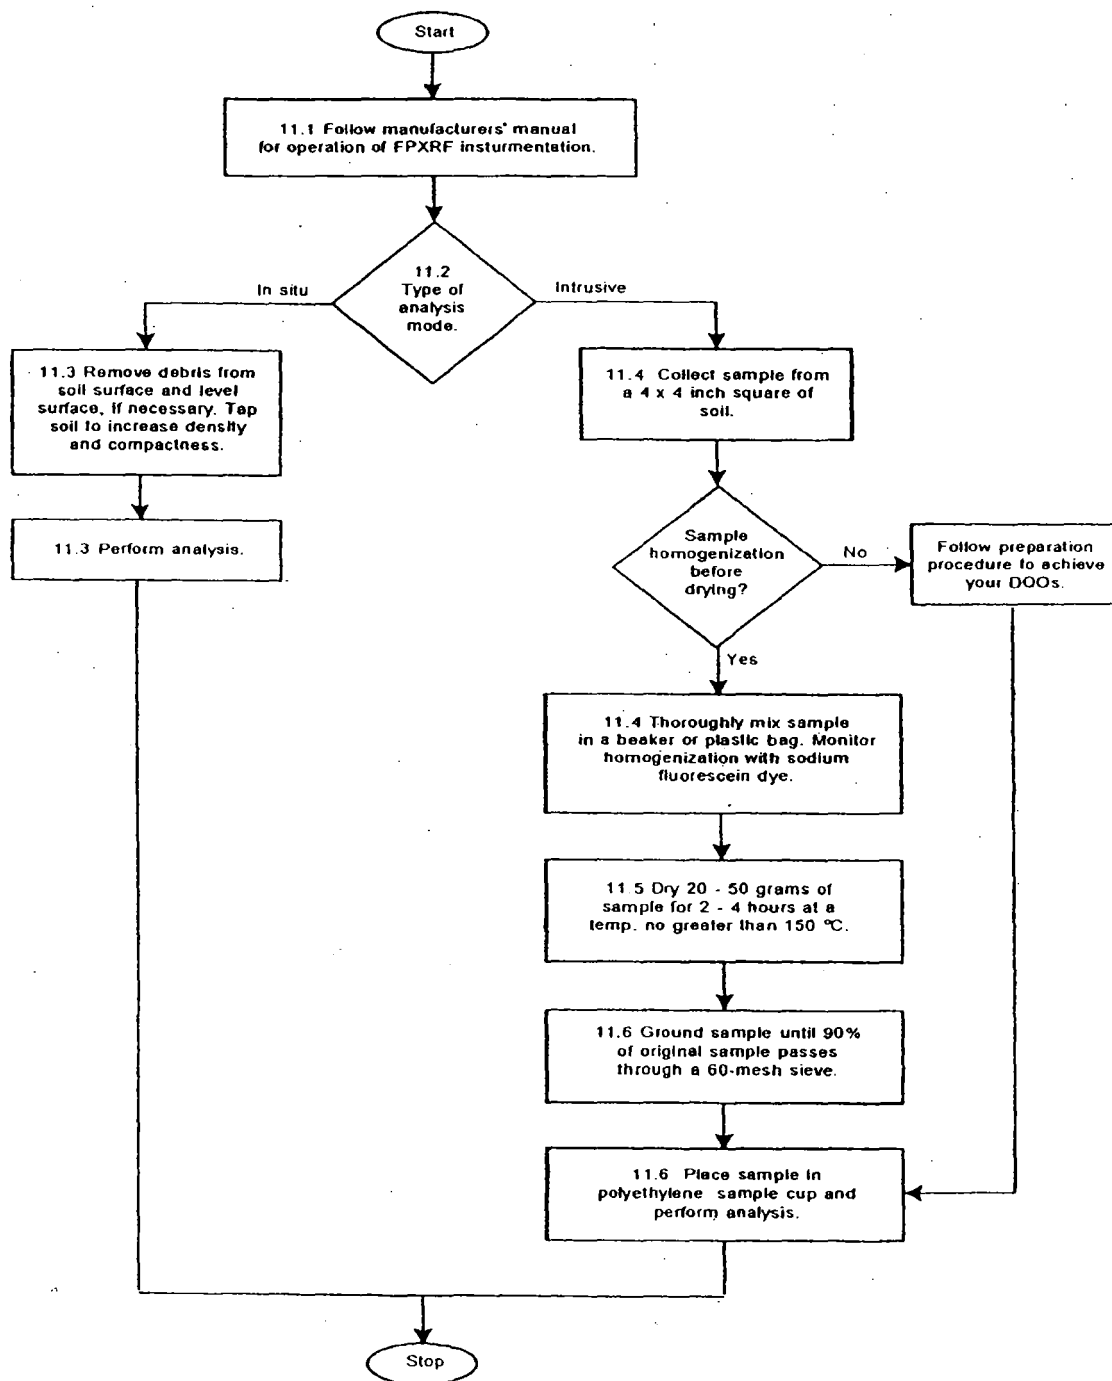 Start
11.1 Follow manufacturers' manual
for operation of FPXRF insturmentation.
11.2
Type of
analysis
mode.
In situ
Intrusive
11.3 Remove debris from
soil surface and level
surface, if necessary. Tap
soil to increase density
and compactness.
11.4 Collect sample from
a 4 x 4 inch square of
soil.
11.3 Perform analysis.
Sample
homogenization
before
drying?
No
Follow preparation
procedure to achieve
your DQOs.
Yes
11.4 Thoroughly mix sample
in a beaker or plastic bag. Monitor
homogenization with sodium
fluorescein dye.
11.5 Dry 20 - 50 grams of
sample for 2 - 4 hours at a
temp. no greater than 150 °C.
11.6 Ground sample until 90%
of original sample passes
through a 60-mesh sieve.
11.6 Place sample in
polyethylene sample cup and
perform analysis.
Stop